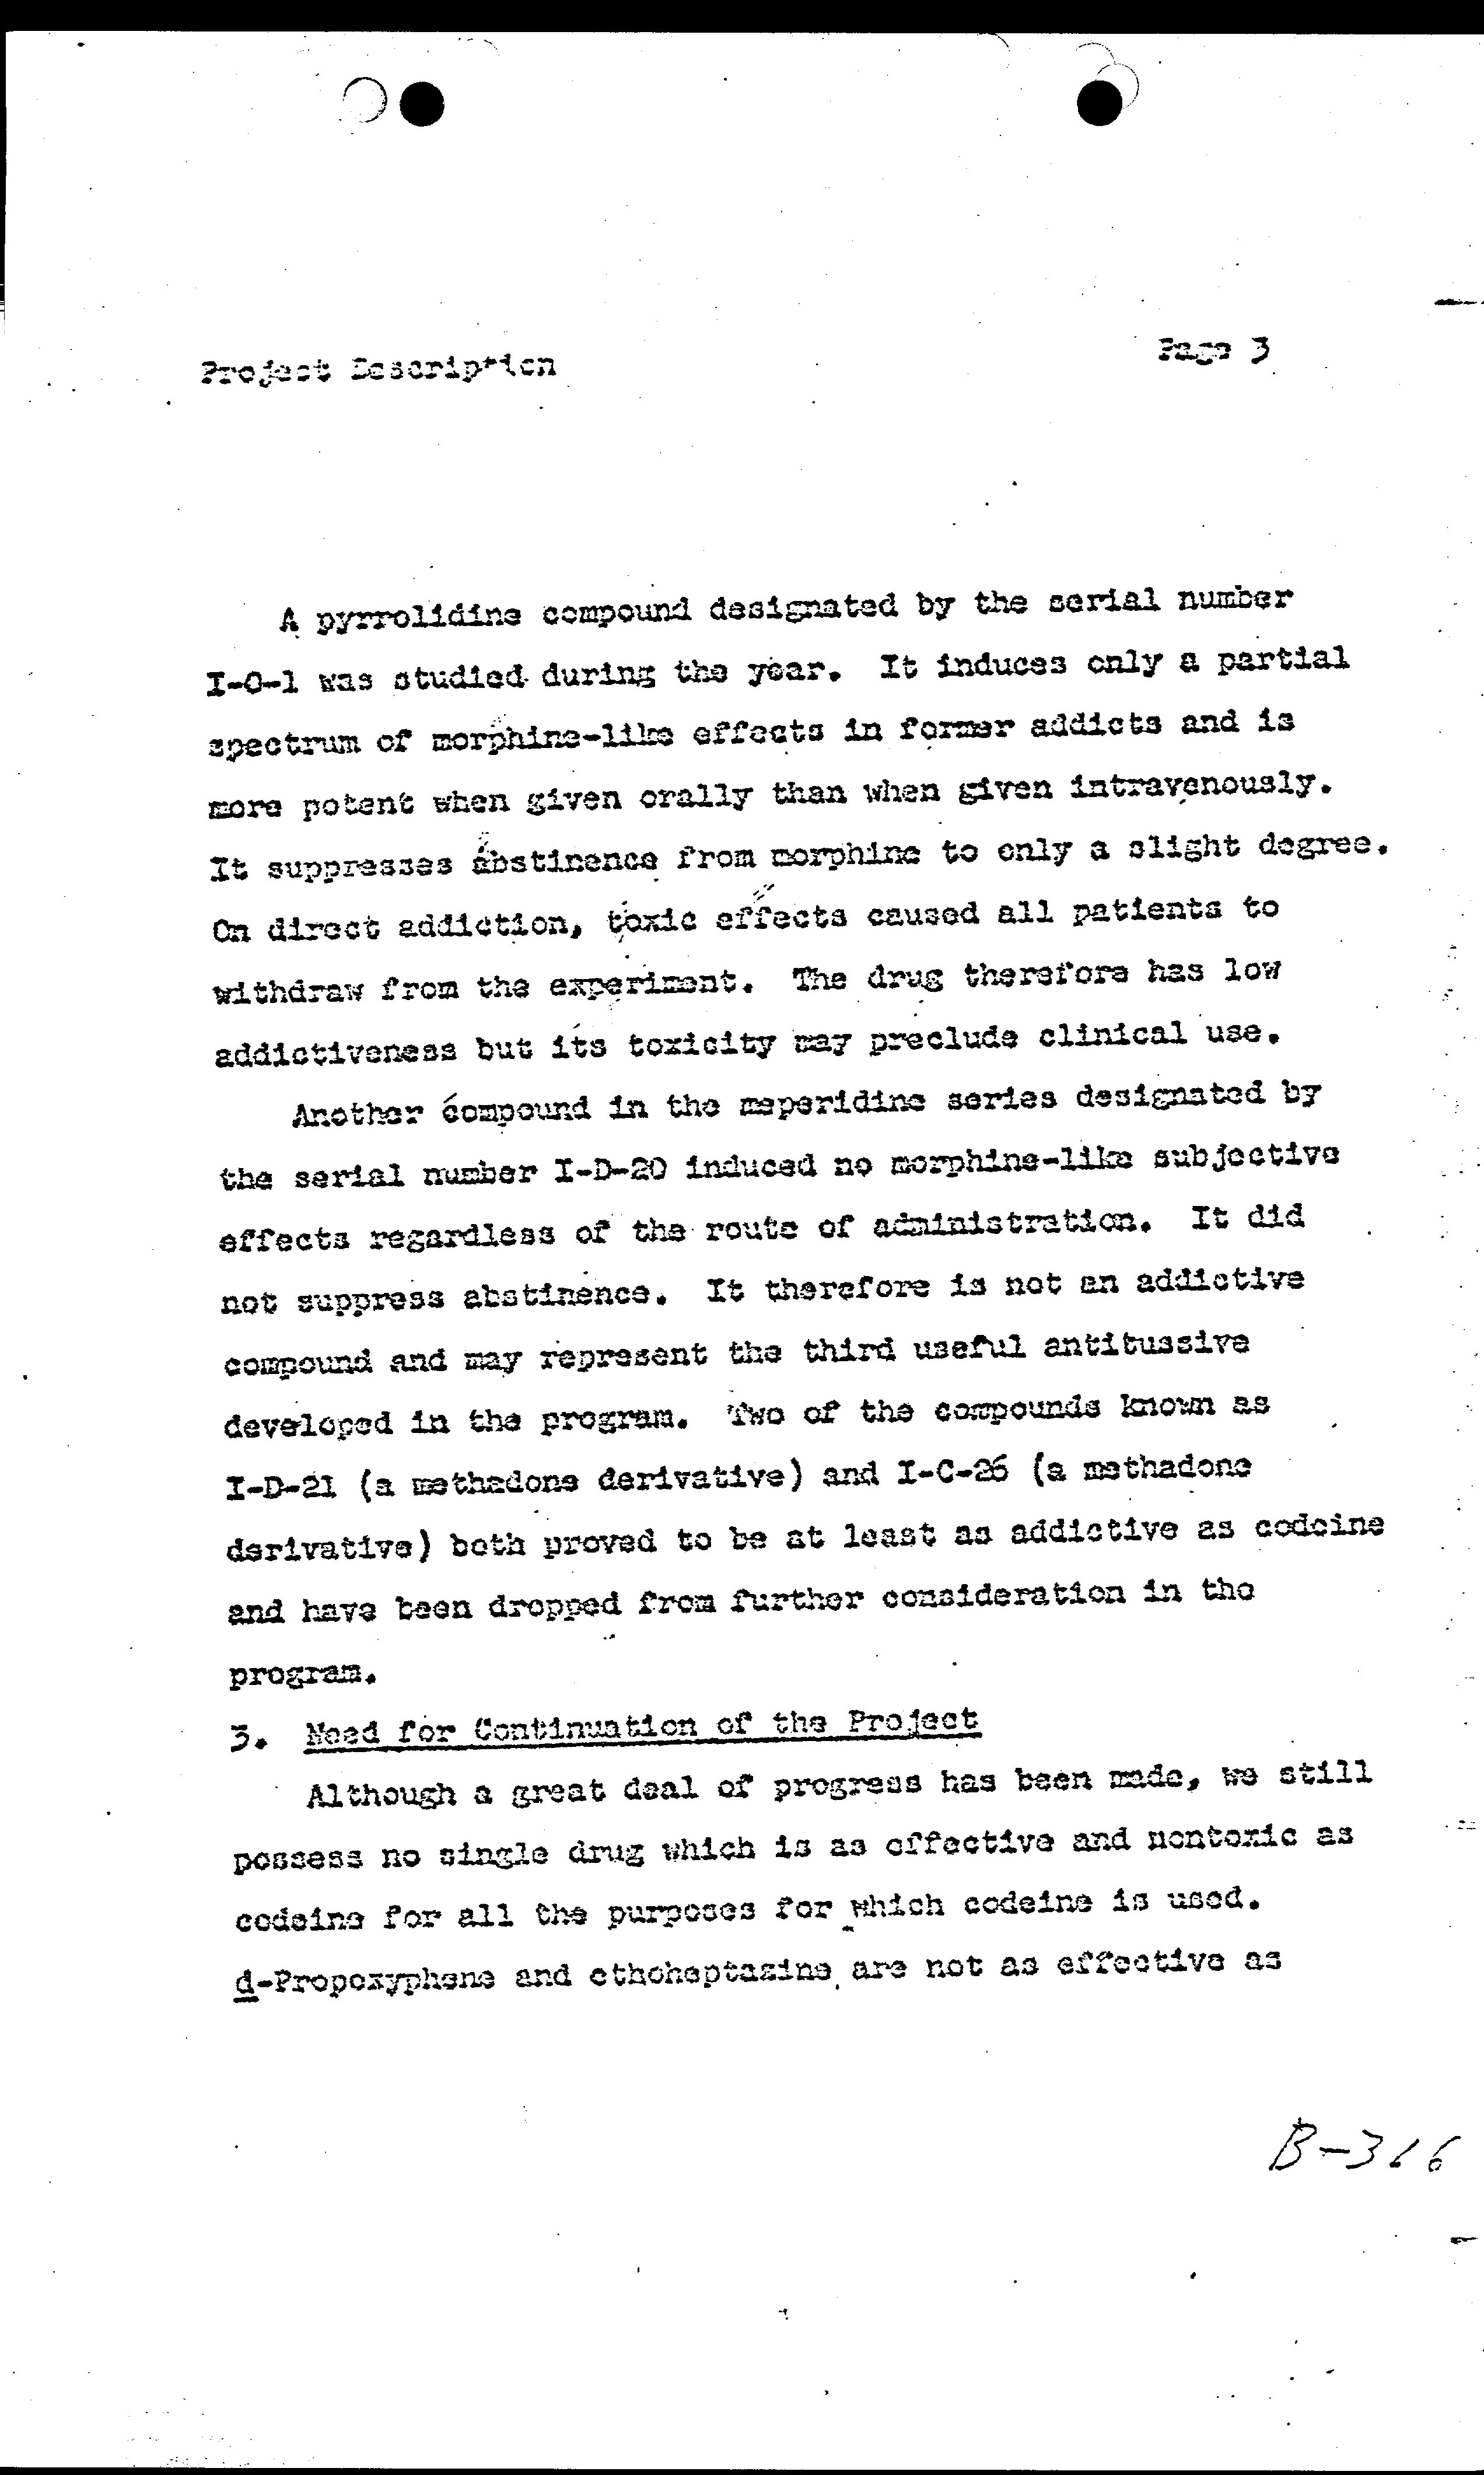 Project Description
Page 3
A pyrrolidine compound designated by the serial number
I-O-1 was studied during the year. It induces only a partial
spectrum of morphine-like effects in former addicts and is
more potent when given orally than when given intravenously.
It suppresses abstinence from morphine to only a slight degree.
On direct addiction, toxic effects caused all patients to
withdraw from the experiment. The drug therefore has low
addictiveness but its toxicity may preclude clinical use.
Another compound in the meperidine series designated by
the serial number I-D-20 induced no morphine-like subjective
effects regardless of the route of administration. It did
not suppress abstinence. It therefore is not an addictive
compound and may represent the third useful antitussive
developed in the program. Two of the compounds known as
I-D-21 (a methadone derivative) and I-C-26 (a methadone
derivative) both proved to be at least as addictive as codeine
and have been dropped from further consideration in the
program.
3. Need for Continuation of the Project
Although a great deal of progress has been made, we still
possess no single drug which is as effective and nontoxic as
codeine for all the purposes for which codeine is used.
d-Propoxyphene and ethoheptazine are not as effective as
B-316